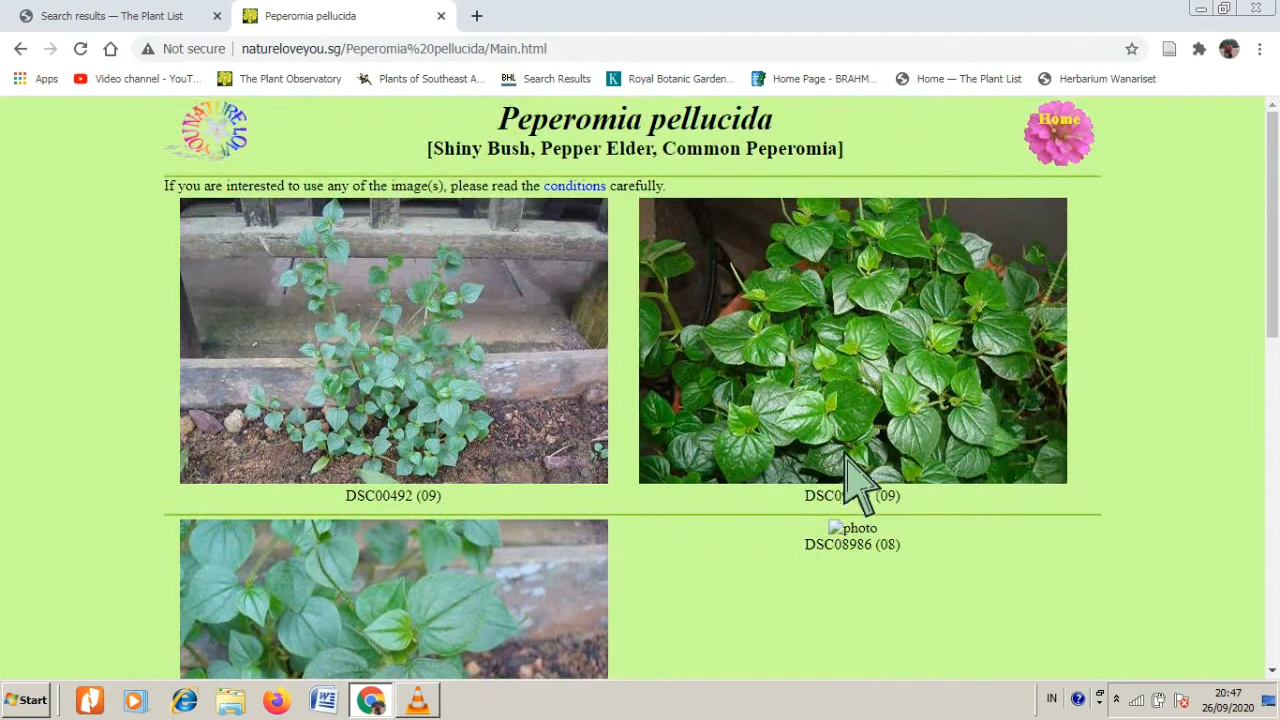 Search results — The Plant List
Peperomia pellucida
Not secure
natureloveyou.sg/Peperomia%20pellucida/Main.html
Apps
Video channel - YouT...
The Plant Observatory
Plants of Southeast A...
BHL
Search Results
K
Royal Botanic Garden...
Home Page - BRAHM...
Home — The Plant List
Herbarium Wanariset
Peperomia pellucida
Home
[Shiny Bush, Pepper Elder, Common Peperomia]
If you are interested to use any of the image(s), please read the conditions carefully.
DSC00492 (09)
(09)
photo
DSC08986 (08)
Start
IN
20:47
26/09/2020